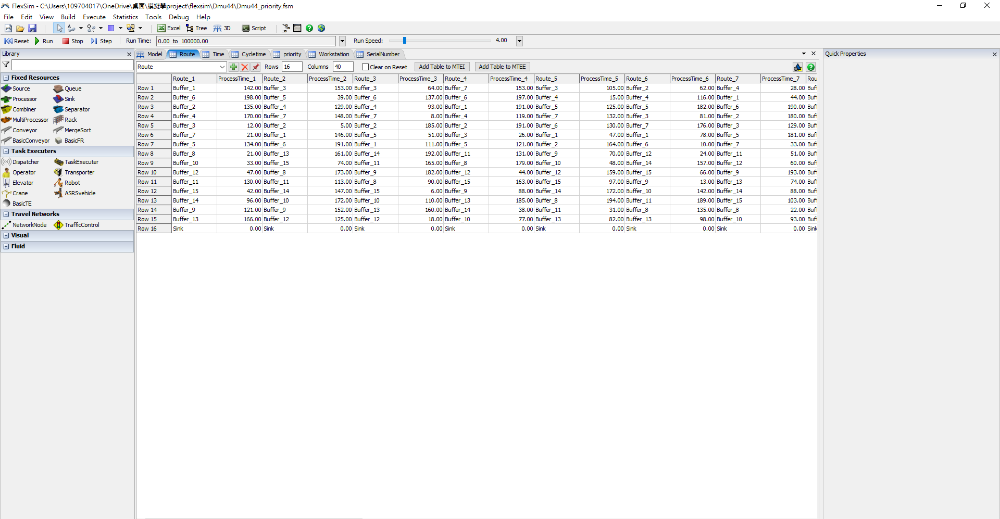 FlexSim - C:\Users\109704017\OneDrive\桌面\模擬學project\flexsim\Dmu44\Dmu44_priority.fsm
File Edit View Build Execute Statistics Tools Debug Help
Excel Tree 3D Script
Reset Run Stop Step Run Time: 0.00 to 100000.00 Run Speed: 4.00
Library
Fixed Resources
Source Queue
Processor Sink
Combiner Separator
MultiProcessor Rack
Conveyor MergeSort
BasicConveyor BasicFR
Task Executers
Dispatcher TaskExecuter
Operator Transporter
Elevator Robot
Crane ASRSvehicle
BasicTE
Travel Networks
NetworkNode TrafficControl
Visual
Fluid
Model Route Time Cycletime priority Workstation SerialNumber
Route Rows 16 Columns 40 Clear on Reset Add Table to MTEI Add Table to MTEE
Route_1 ProcessTime_1 Route_2 ProcessTime_2 Route_3 ProcessTime_3 Route_4 ProcessTime_4 Route_5 ProcessTime_5 Route_6 ProcessTime_6 Route_7 ProcessTime_7 Rou
Row 1 Buffer_1 142.00 Buffer_3 153.00 Buffer_3 64.00 Buffer_7 153.00 Buffer_3 105.00 Buffer_2 62.00 Buffer_4 28.00 Buff
Row 2 Buffer_6 198.00 Buffer_5 39.00 Buffer_6 137.00 Buffer_6 197.00 Buffer_4 15.00 Buffer_4 116.00 Buffer_1 44.00 Buff
Row 3 Buffer_2 135.00 Buffer_4 129.00 Buffer_4 93.00 Buffer_1 191.00 Buffer_5 125.00 Buffer_5 182.00 Buffer_6 190.00 Buff
Row 4 Buffer_4 170.00 Buffer_7 148.00 Buffer_7 8.00 Buffer_4 119.00 Buffer_7 132.00 Buffer_3 81.00 Buffer_2 180.00 Buff
Row 5 Buffer_3 12.00 Buffer_2 5.00 Buffer_2 185.00 Buffer_2 191.00 Buffer_6 130.00 Buffer_7 176.00 Buffer_3 129.00 Buff
Row 6 Buffer_7 21.00 Buffer_1 146.00 Buffer_5 51.00 Buffer_3 26.00 Buffer_1 47.00 Buffer_1 78.00 Buffer_5 181.00 Buff
Row 7 Buffer_5 134.00 Buffer_6 191.00 Buffer_1 111.00 Buffer_5 121.00 Buffer_2 164.00 Buffer_6 10.00 Buffer_7 33.00 Buff
Row 8 Buffer_8 21.00 Buffer_13 161.00 Buffer_14 192.00 Buffer_11 131.00 Buffer_9 70.00 Buffer_12 24.00 Buffer_11 51.00 Buff
Row 9 Buffer_10 33.00 Buffer_15 74.00 Buffer_11 165.00 Buffer_8 179.00 Buffer_10 48.00 Buffer_14 157.00 Buffer_12 60.00 Buff
Row 10 Buffer_12 47.00 Buffer_8 173.00 Buffer_9 182.00 Buffer_12 44.00 Buffer_12 159.00 Buffer_15 66.00 Buffer_9 193.00 Buff
Row 11 Buffer_11 130.00 Buffer_11 113.00 Buffer_8 90.00 Buffer_15 163.00 Buffer_15 97.00 Buffer_9 13.00 Buffer_13 74.00 Buff
Row 12 Buffer_15 42.00 Buffer_14 147.00 Buffer_15 6.00 Buffer_9 88.00 Buffer_14 172.00 Buffer_10 142.00 Buffer_14 88.00 Buff
Row 13 Buffer_14 96.00 Buffer_10 172.00 Buffer_10 110.00 Buffer_13 185.00 Buffer_8 194.00 Buffer_11 189.00 Buffer_15 103.00 Buff
Row 14 Buffer_9 121.00 Buffer_9 152.00 Buffer_13 160.00 Buffer_14 38.00 Buffer_11 31.00 Buffer_8 135.00 Buffer_8 22.00 Buff
Row 15 Buffer_13 166.00 Buffer_12 125.00 Buffer_12 18.00 Buffer_10 77.00 Buffer_13 82.00 Buffer_13 98.00 Buffer_10 93.00 Buff
Row 16 Sink 0.00 Sink 0.00 Sink 0.00 Sink 0.00 Sink 0.00 Sink 0.00 Sink 0.00 Sink
Quick Properties